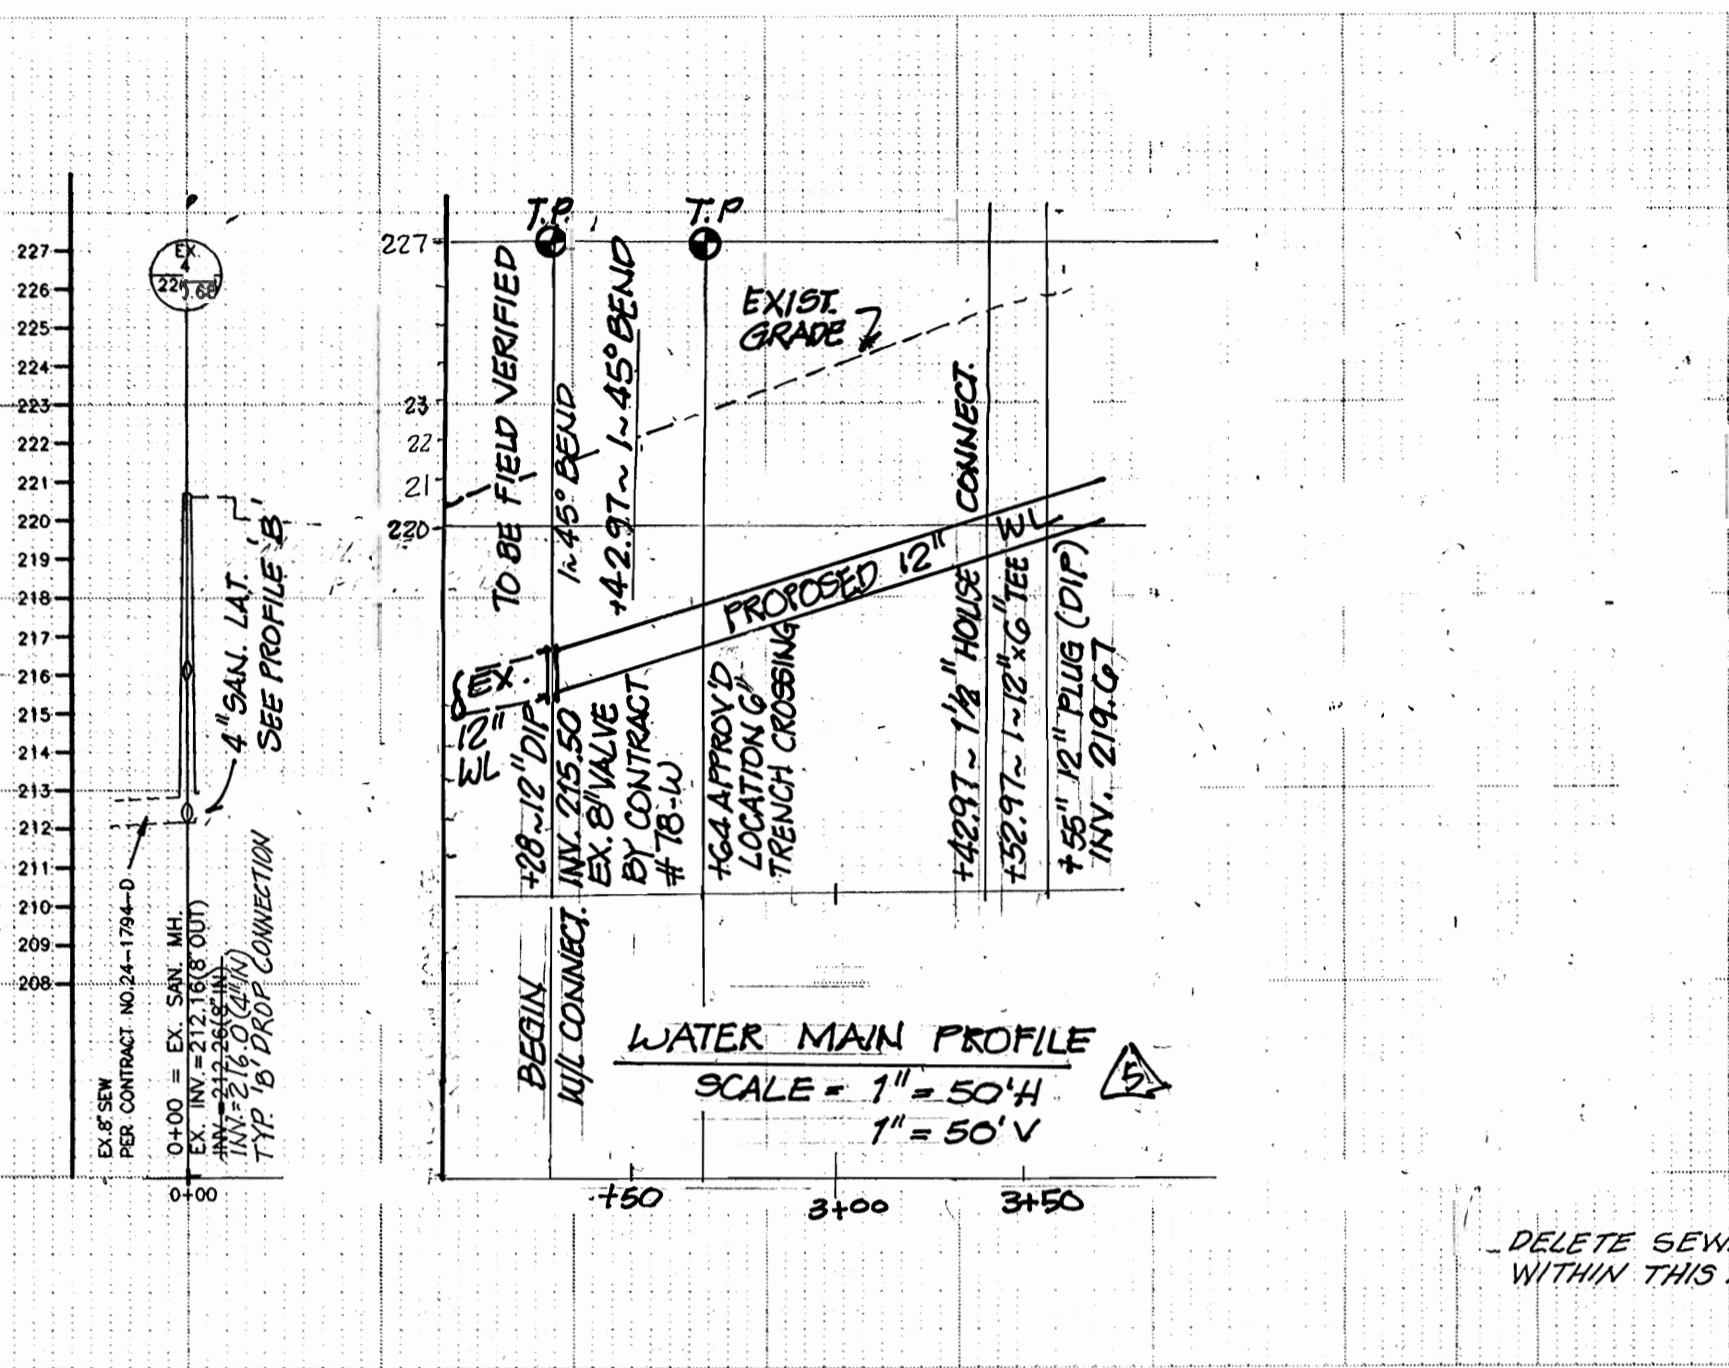 227
226
225
224
223
222
221
220
219
218
217
216
215
214
213
212
211
210
209
208
EX.
4
4" SAN. LAT.
SEE PROFILE 'B'
EX.8" SEW
PER CONTRACT NO.24-1794-D
0+00 = EX. SAN. MH.
EX. INV.=212.16(8"OUT)
INV=212.26(8"IN)
INV.=216.0(4"IN)
TYP. 'B' DROP CONNECTION
0+00
T.P.
T.P
227
23
22
21
220
TO BE FIELD VERIFIED
1~45° BEND
+42.97~1~45° BEND
EXIST.
GRADE
EX.
12"
WL
PROPOSED 12" WL
+28~12" DIP
INV. 215.50
EX. 8" VALVE
BY CONTRACT
# 78-W
+64 APPROV'D
LOCATION 6"
TRENCH CROSSING
+42.97~1½" HOUSE CONNECT.
+52.97~1~12"x6" TEE
+55" 12" PLUG (DIP)
INV. 219.67
BEGIN
W/L CONNECT.
WATER MAIN PROFILE
SCALE = 1" = 50' H
1" = 50' V
5
+50
3+00
3+50
DELETE SEW
WITHIN THIS